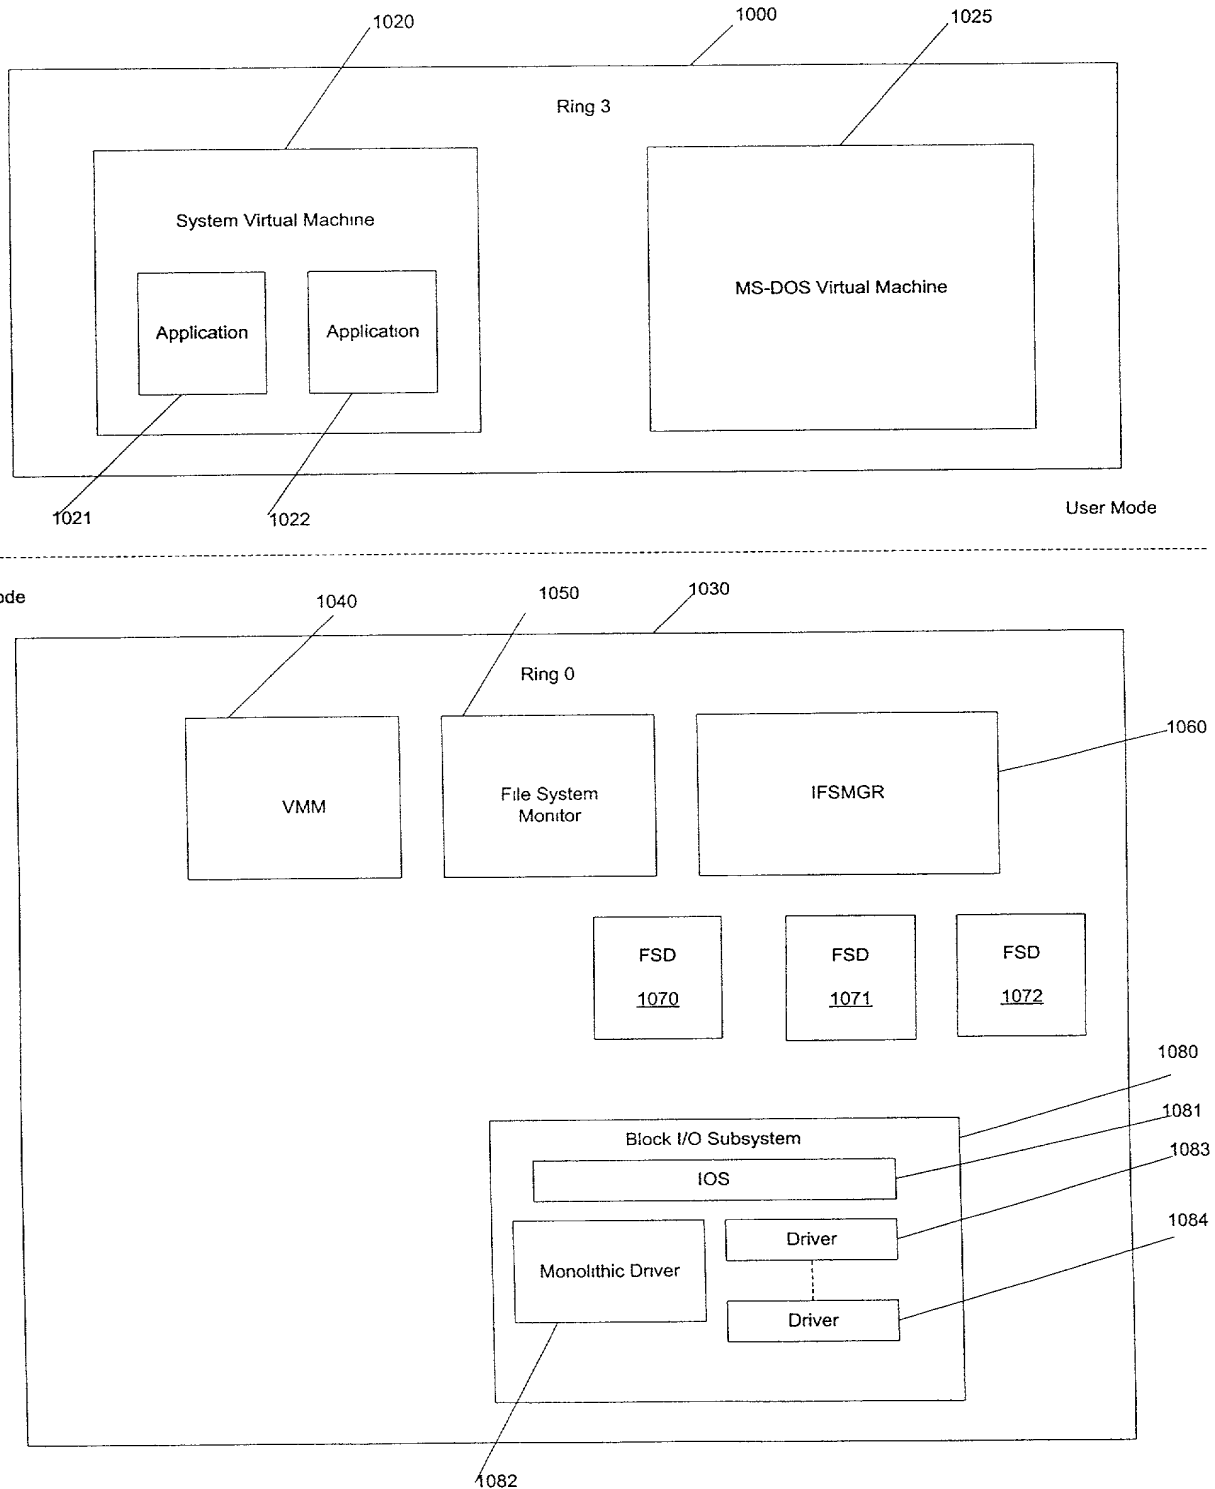 1020
1000
1025
Ring 3
System Virtual Machine
MS-DOS Virtual Machine
Application
Application
1021
1022
User Mode
ode
1040
1050
1030
Ring 0
1060
VMM
File System
Monitor
IFSMGR
FSD
1070
FSD
1071
FSD
1072
1080
1081
Block I/O Subsystem
1083
IOS
1084
Driver
Monolithic Driver
Driver
1082